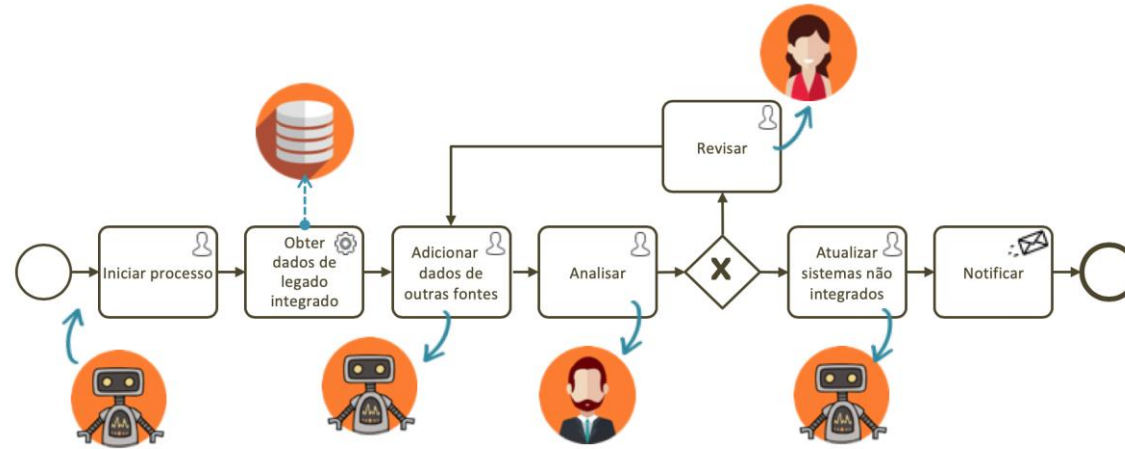 Revisar
Iniciar processo
Obter
dados de
legado
integrado
Adicionar
dados de
outras fontes
Analisar
X
Atualizar
sistemas não
integrados
Notificar